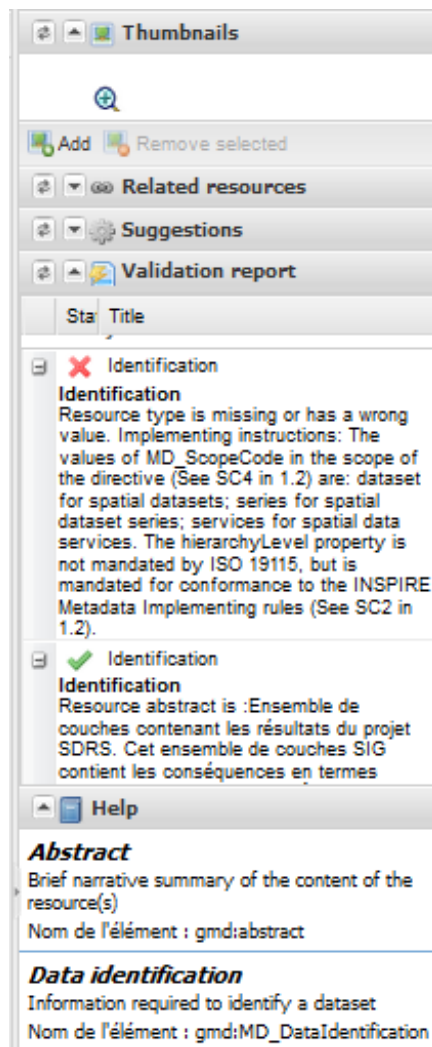 Thumbnails
Add Remove selected
Related resources
Suggestions
Validation report
Sta Title
Identification
Identification
Resource type is missing or has a wrong
value. Implementing instructions: The
values of MD_ScopeCode in the scope of
the directive (See SC4 in 1.2) are: dataset
for spatial datasets; series for spatial
dataset series; services for spatial data
services. The hierarchyLevel property is
not mandated by ISO 19115, but is
mandated for conformance to the INSPIRE
Metadata Implementing rules (See SC2 in
1.2).
Identification
Identification
Resource abstract is :Ensemble de
couches contenant les résultats du projet
SDRS. Cet ensemble de couches SIG
contient les conséquences en termes
Help
Abstract
Brief narrative summary of the content of the
resource(s)
Nom de l'élément : gmd:abstract
Data identification
Information required to identify a dataset
Nom de l'élément : gmd:MD_DataIdentification